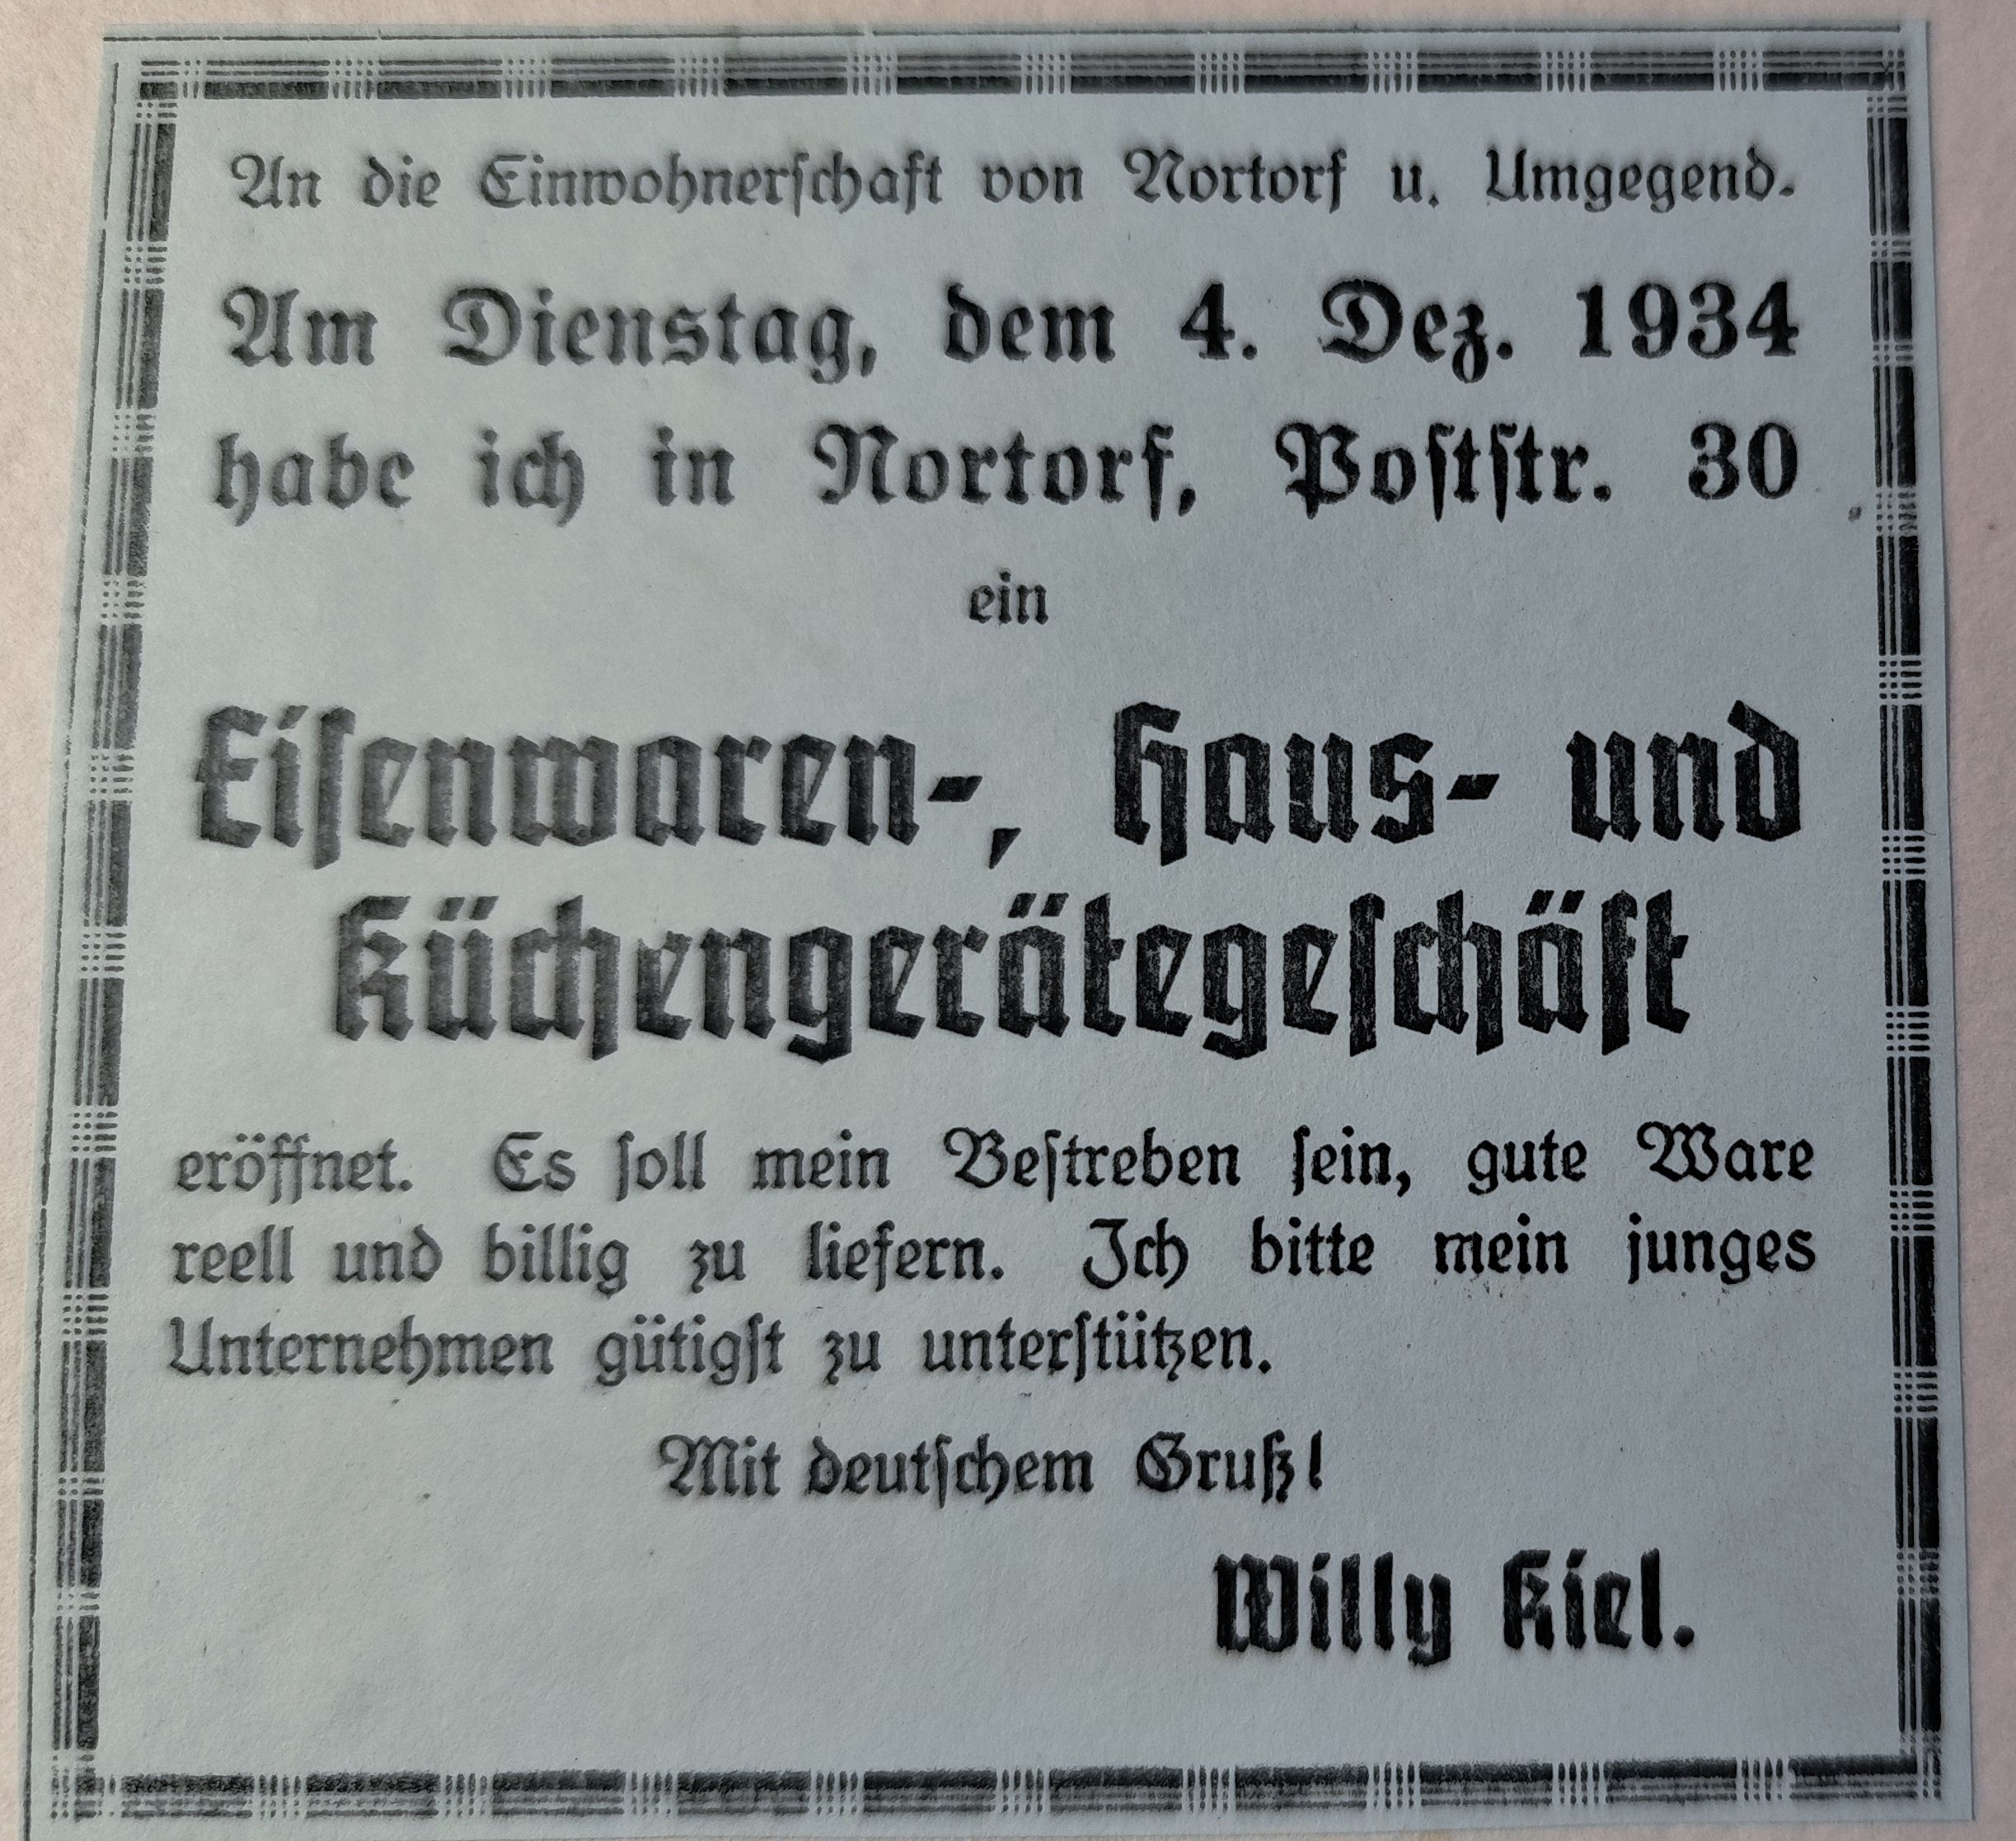 An die Einwohnerschaft von Nortorf u. Umgegend.
Am Dienstag, dem 4. Dez. 1934
habe ich in Nortorf, Poststr. 30
ein
Eisenwaren-, Haus- und
Küchengerätegeschäft
eröffnet. Es soll mein Bestreben sein, gute Ware
reell und billig zu liefern. Ich bitte mein junges
Unternehmen gütigst zu unterstützen.
Mit deutschem Gruß!
Willy Kiel.